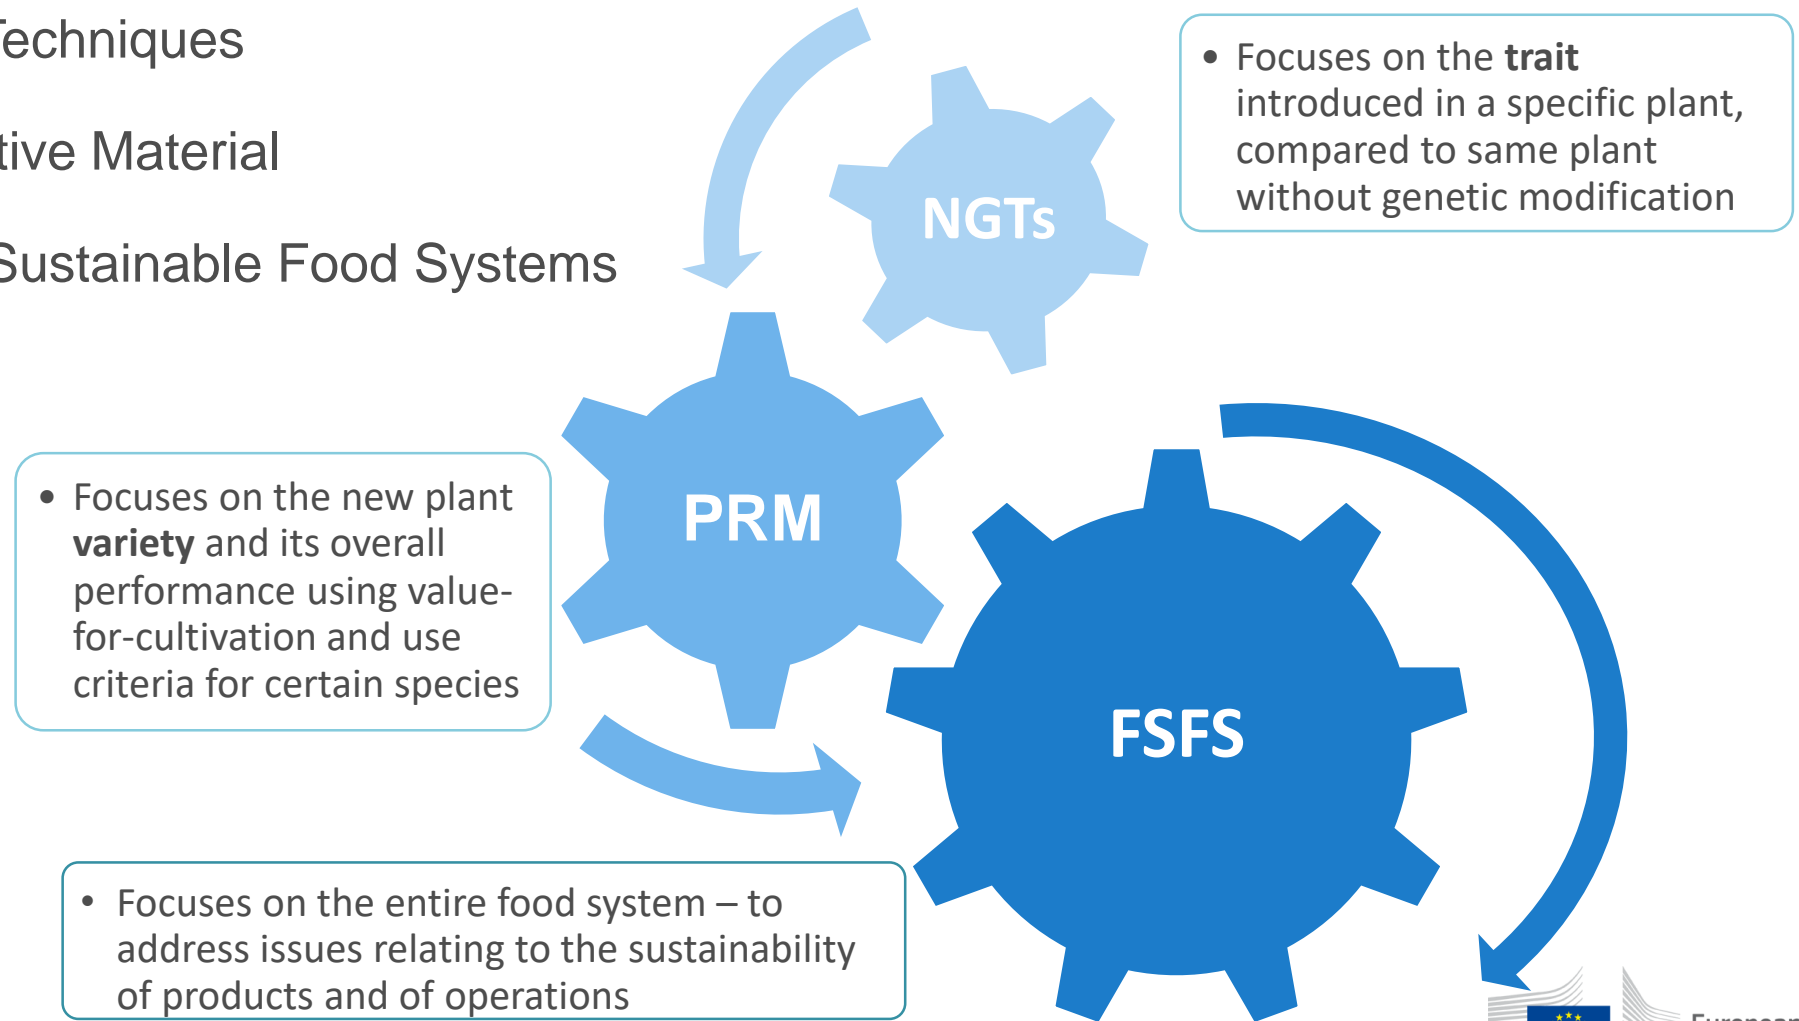 Techniques
tive Material
Sustainable Food Systems
• Focuses on the trait
introduced in a specific plant,
compared to same plant
without genetic modification
NGTs
PRM
• Focuses on the new plant
variety and its overall
performance using value-
for-cultivation and use
criteria for certain species
FSFS
• Focuses on the entire food system – to
address issues relating to the sustainability
of products and of operations